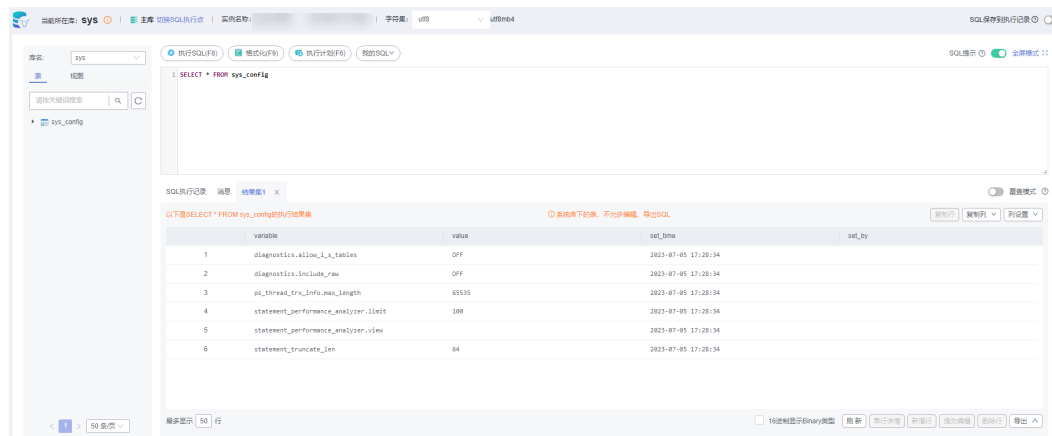 当前所在库: sys 主库 切换SQL执行点 实例名称: 字符集: utf8 utf8mb4 SQL保存到执行记录
库名: sys 执行SQL(F8) 格式化(F9) 执行计划(F6) 我的SQL SQL提示 全屏模式
表 视图
1 SELECT * FROM sys_config
请按关键词搜索
sys_config
SQL执行记录 消息 结果集1 × 覆盖模式
以下是SELECT * FROM sys_config的执行结果集 系统库下的表,不允许编辑,导出SQL 复制行 复制列 列设置
variable value set_time set_by
1 diagnostics.allow_i_s_tables OFF 2023-07-05 17:28:34
2 diagnostics.include_raw OFF 2023-07-05 17:28:34
3 ps_thread_trx_info.max_length 65535 2023-07-05 17:28:34
4 statement_performance_analyzer.limit 100 2023-07-05 17:28:34
5 statement_performance_analyzer.view 2023-07-05 17:28:34
6 statement_truncate_len 64 2023-07-05 17:28:34
< 1 > 50 条/页 最多显示 50 行 16进制显示Binary类型 刷新 单行详情 新增行 提交编辑 删除行 导出